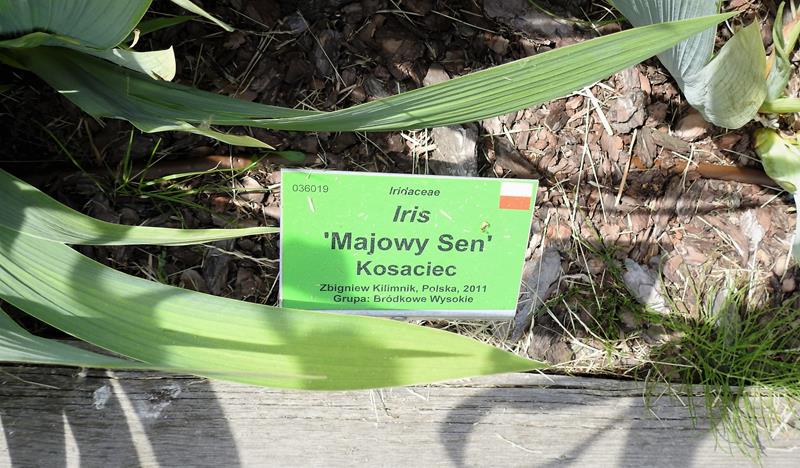 036019
Iridaceae
Iris
'Majowy Sen'
Kosaciec
Zbigniew Kilimnik, Polska, 2011
Grupa: Bródkowe Wysokie